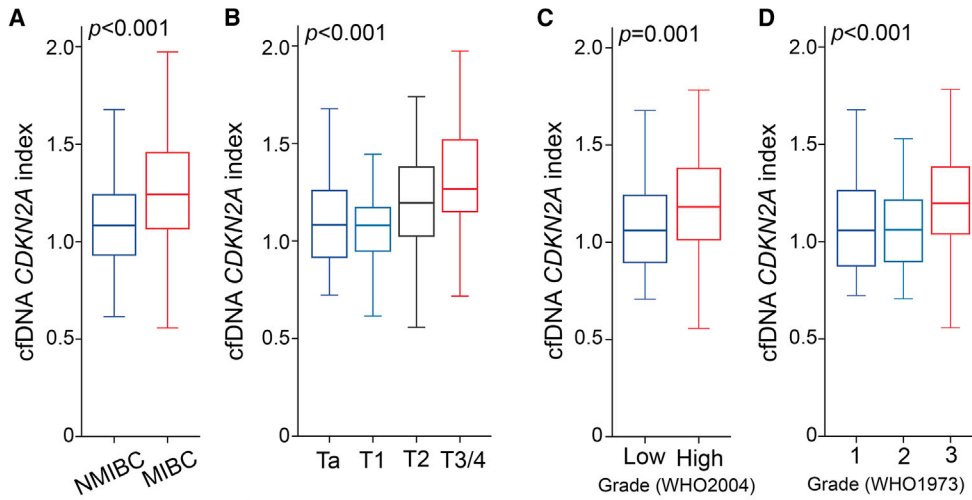 A
p<0.001
cfDNA CDKN2A index
2.0
1.5
1.0
0.5
0
NMIBC
MIBC
B
p<0.001
cfDNA CDKN2A index
2.0
1.5
1.0
0.5
0
Ta
T1
T2
T3/4
C
p=0.001
cfDNA CDKN2A index
2.0
1.5
1.0
0.5
0
Low
High
Grade (WHO2004)
D
p<0.001
cfDNA CDKN2A index
2.0
1.5
1.0
0.5
0
1
2
3
Grade (WHO1973)